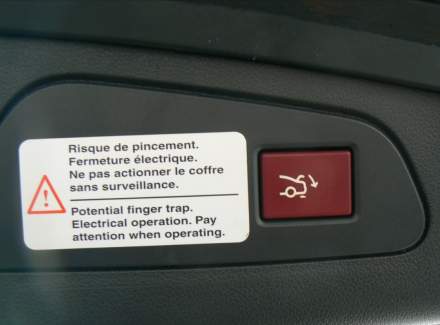 Risque de pincement.
Fermeture électrique.
Ne pas actionner le coffre
sans surveillance.
Potential finger trap.
Electrical operation. Pay
attention when operating.